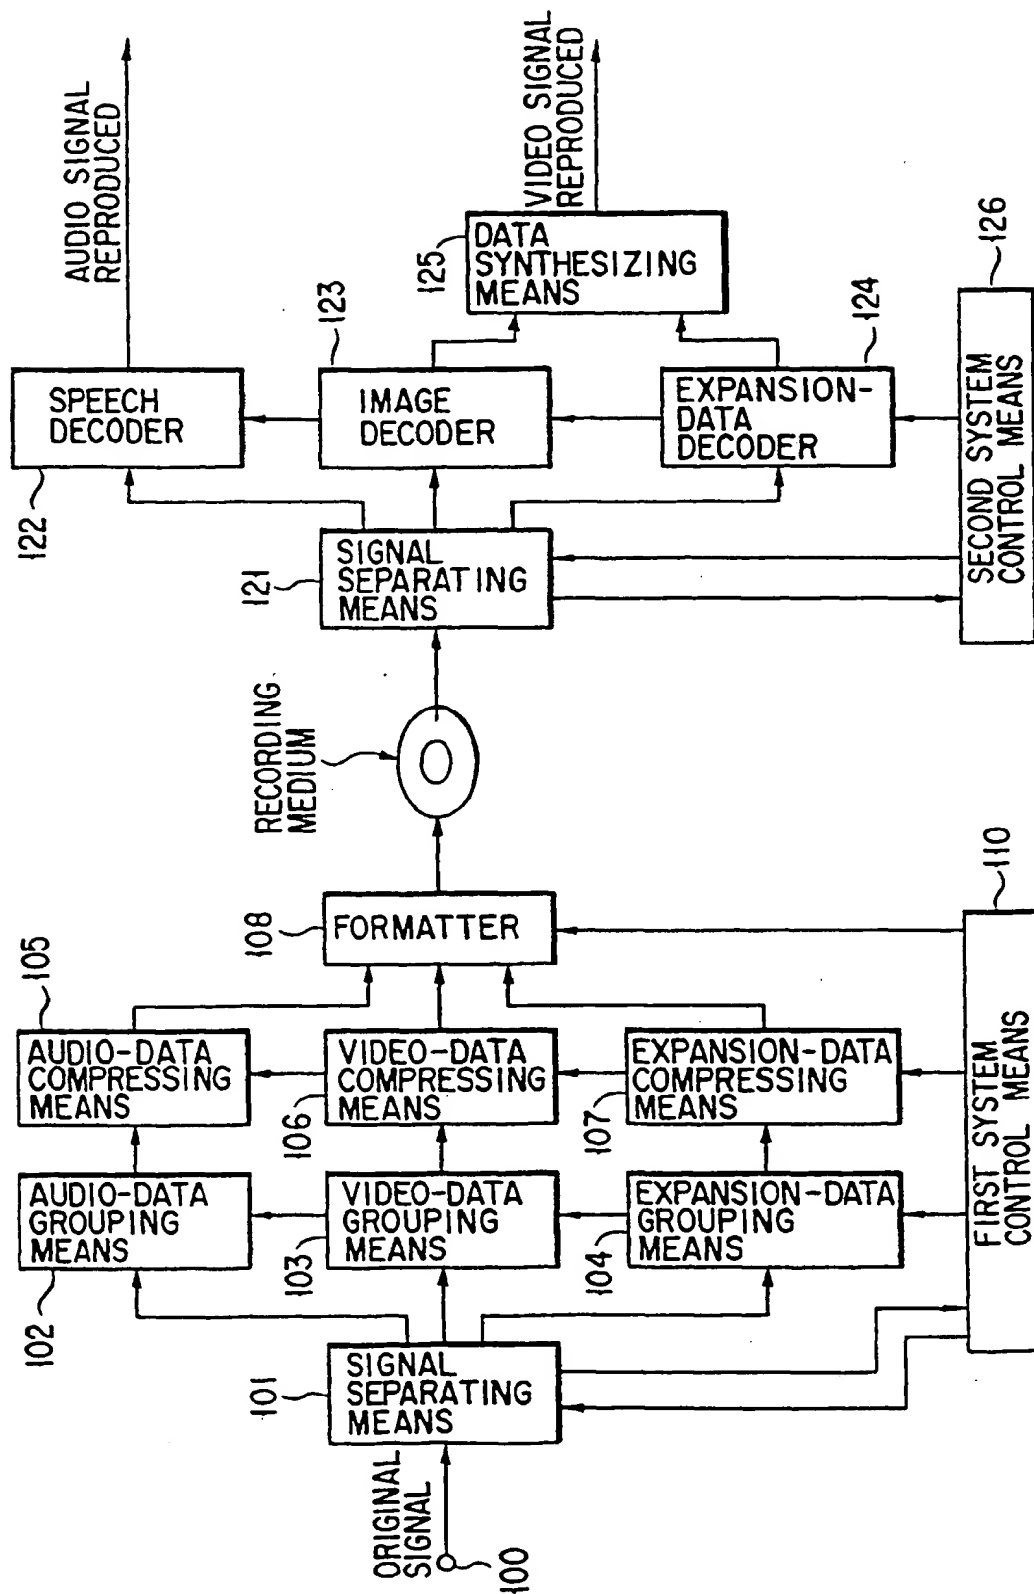 AUDIO SIGNAL
REPRODUCED
VIDEO SIGNAL
REPRODUCED
122
SPEECH
DECODER
123
IMAGE
DECODER
125
DATA
SYNTHESIZING
MEANS
124
EXPANSION-
DATA
DECODER
126
SECOND SYSTEM
CONTROL MEANS
121
SIGNAL
SEPARATING
MEANS
RECORDING
MEDIUM
108
FORMATTER
110
FIRST SYSTEM
CONTROL MEANS
105
AUDIO-DATA
COMPRESSING
MEANS
106
VIDEO-DATA
COMPRESSING
MEANS
107
EXPANSION-DATA
COMPRESSING
MEANS
102
AUDIO-DATA
GROUPING
MEANS
103
VIDEO-DATA
GROUPING
MEANS
104
EXPANSION-DATA
GROUPING
MEANS
101
SIGNAL
SEPARATING
MEANS
ORIGINAL
SIGNAL
100